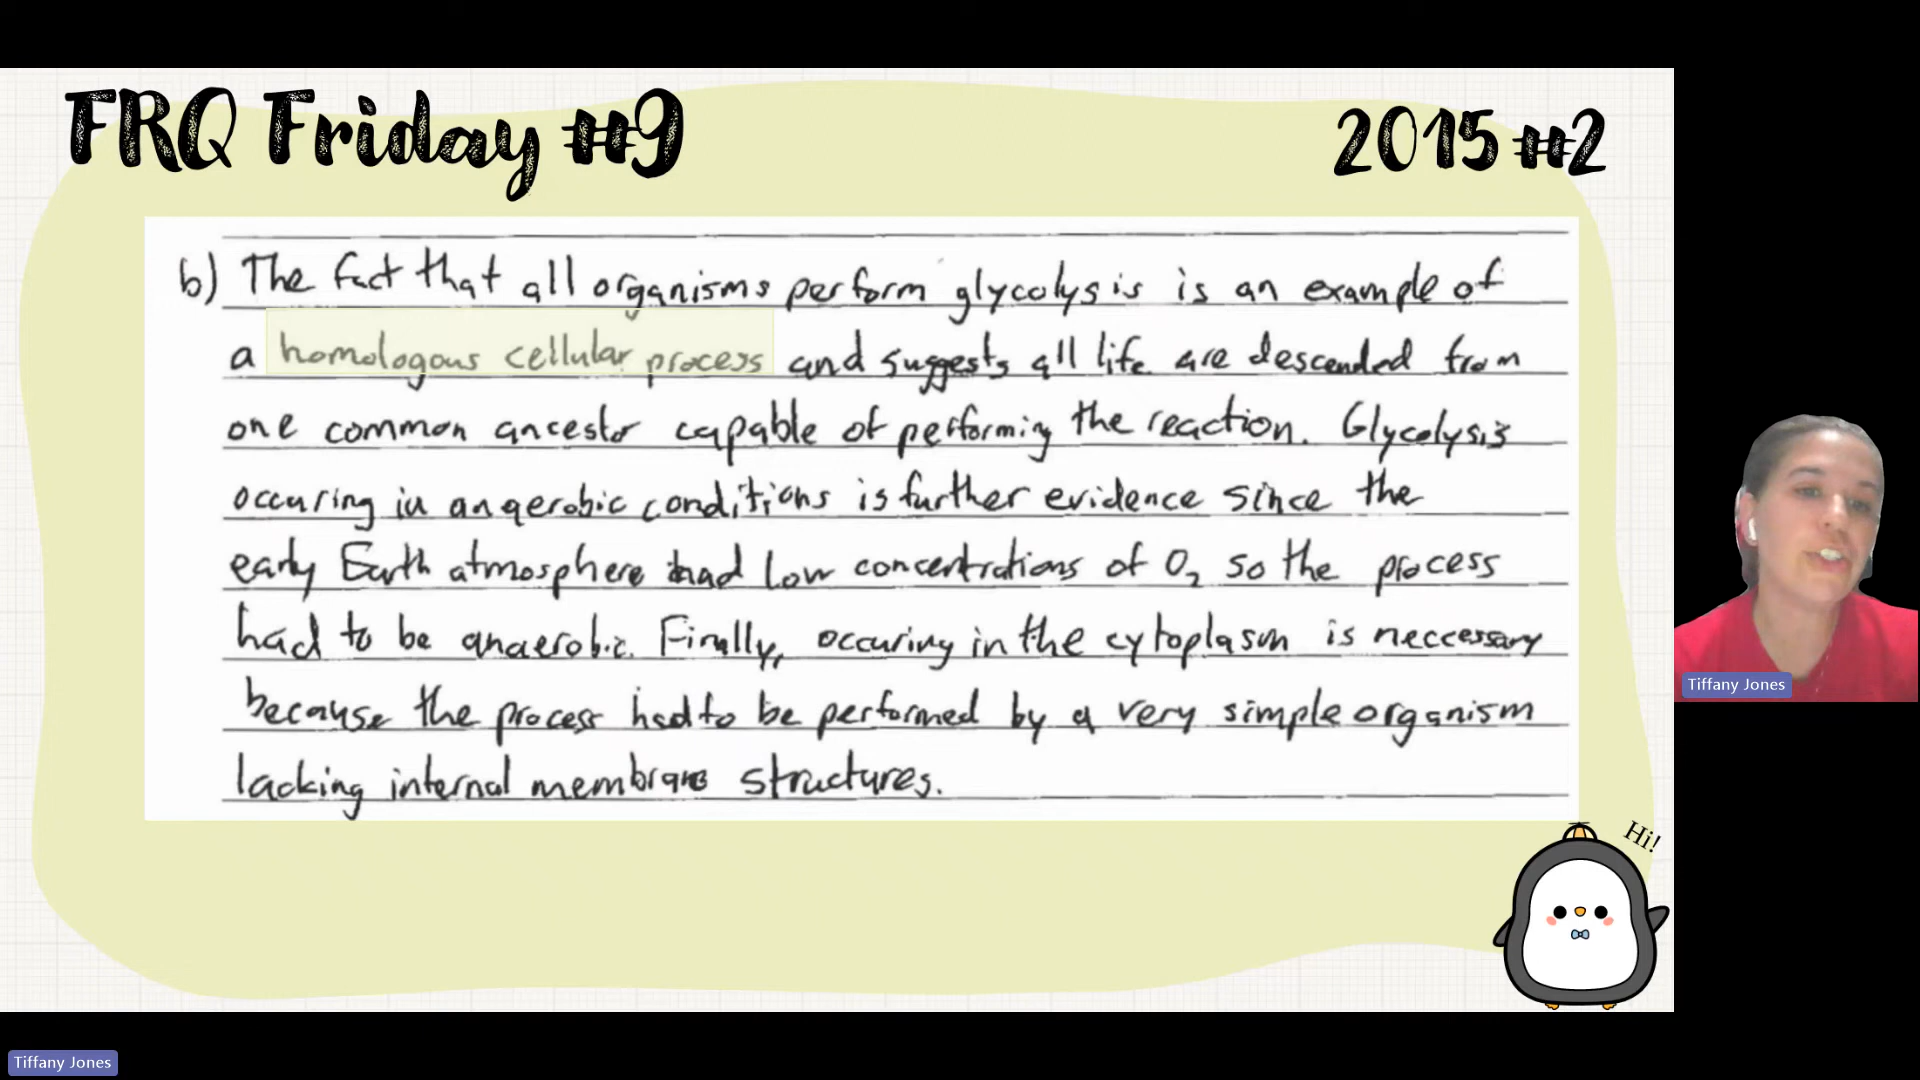 FRQ Friday #9
2015 #2
b) The fact that all organisms perform glycolysis is an example of
a homologous cellular process and suggests all life are descended from
one common ancestor capable of performing the reaction. Glycolysis
occuring in anaerobic conditions is further evidence since the
early Earth atmosphere had low concentrations of O₂ so the process
had to be anaerobic. Finally, occuring in the cytoplasm is neccessary
because the process had to be performed by a very simple organism
lacking internal membrane structures.
Hi!
Tiffany Jones
Tiffany Jones